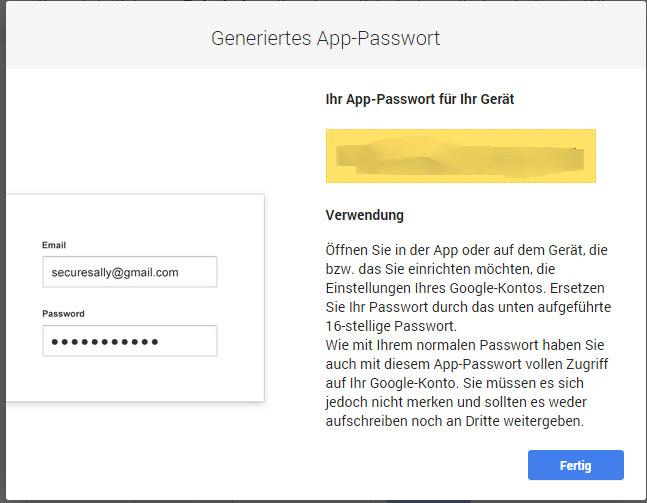 Generiertes App-Passwort
Ihr App-Passwort für Ihr Gerät
Email
securesally@gmail.com
Password
Verwendung
Öffnen Sie in der App oder auf dem Gerät, die
bzw. das Sie einrichten möchten, die
Einstellungen Ihres Google-Kontos. Ersetzen
Sie Ihr Passwort durch das unten aufgeführte
16-stellige Passwort.
Wie mit Ihrem normalen Passwort haben Sie
auch mit diesem App-Passwort vollen Zugriff
auf Ihr Google-Konto. Sie müssen es sich
jedoch nicht merken und sollten es weder
aufschreiben noch an Dritte weitergeben.
Fertig